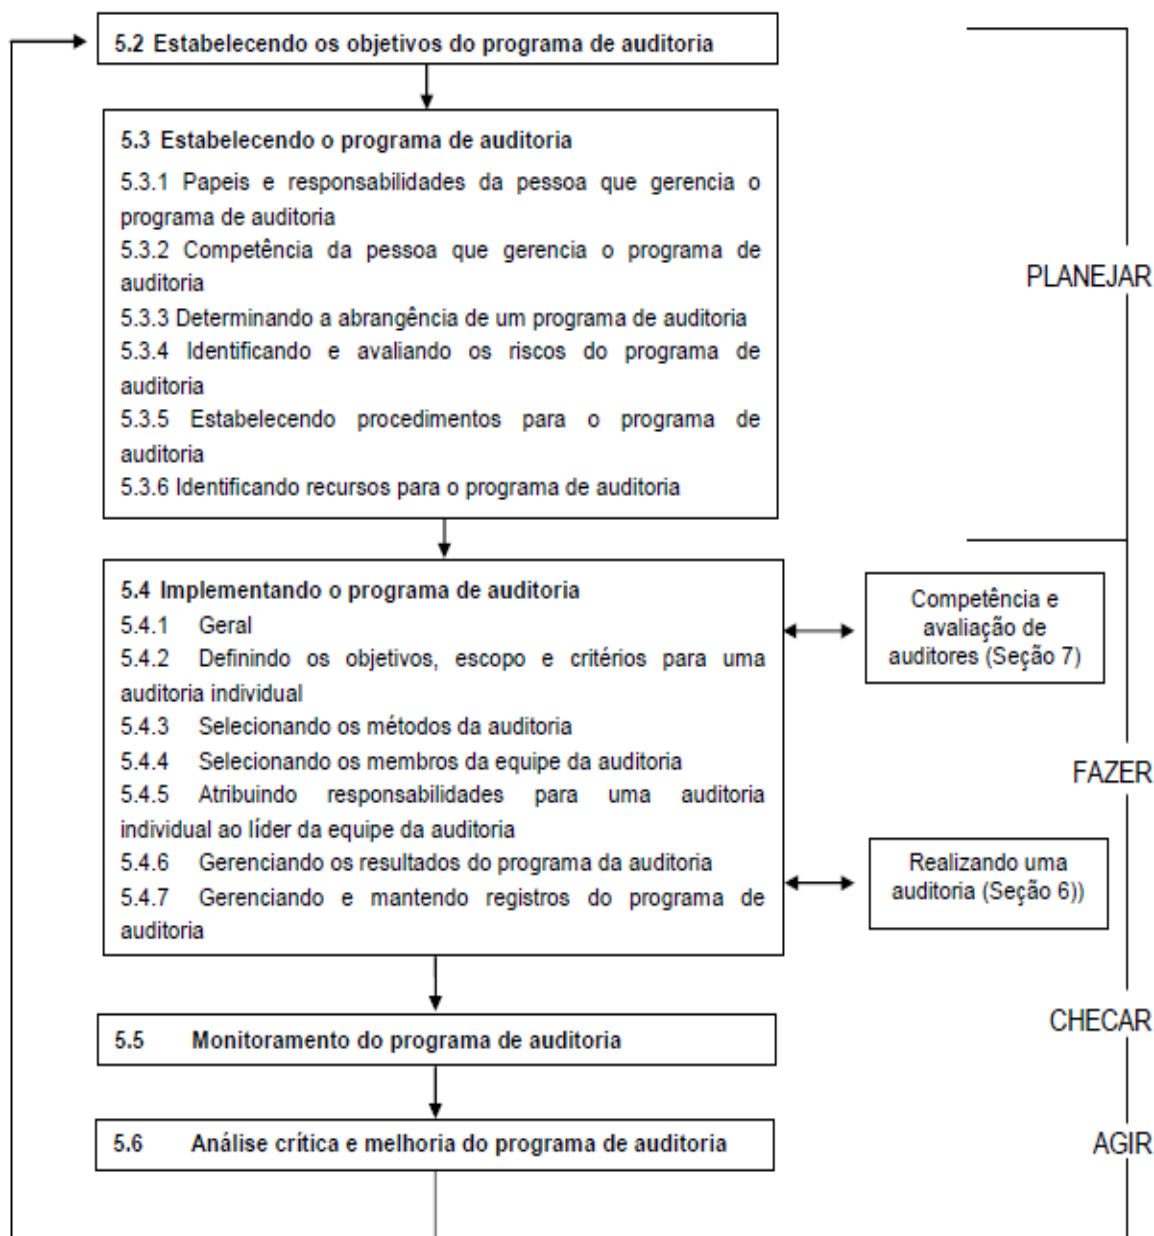 5.2 Estabelecendo os objetivos do programa de auditoria
5.3 Estabelecendo o programa de auditoria
5.3.1 Papeis e responsabilidades da pessoa que gerencia o
programa de auditoria
5.3.2 Competência da pessoa que gerencia o programa de
auditoria
5.3.3 Determinando a abrangência de um programa de auditoria
5.3.4 Identificando e avaliando os riscos do programa de
auditoria
5.3.5 Estabelecendo procedimentos para o programa de
auditoria
5.3.6 Identificando recursos para o programa de auditoria
PLANEJAR
5.4 Implementando o programa de auditoria
5.4.1 Geral
5.4.2 Definindo os objetivos, escopo e critérios para uma
auditoria individual
5.4.3 Selecionando os métodos da auditoria
5.4.4 Selecionando os membros da equipe da auditoria
5.4.5 Atribuindo responsabilidades para uma auditoria
individual ao líder da equipe da auditoria
5.4.6 Gerenciando os resultados do programa da auditoria
5.4.7 Gerenciando e mantendo registros do programa de
auditoria
Competência e
avaliação de
auditores (Seção 7)
FAZER
Realizando uma
auditoria (Seção 6))
5.5 Monitoramento do programa de auditoria
CHECAR
5.6 Análise crítica e melhoria do programa de auditoria
AGIR